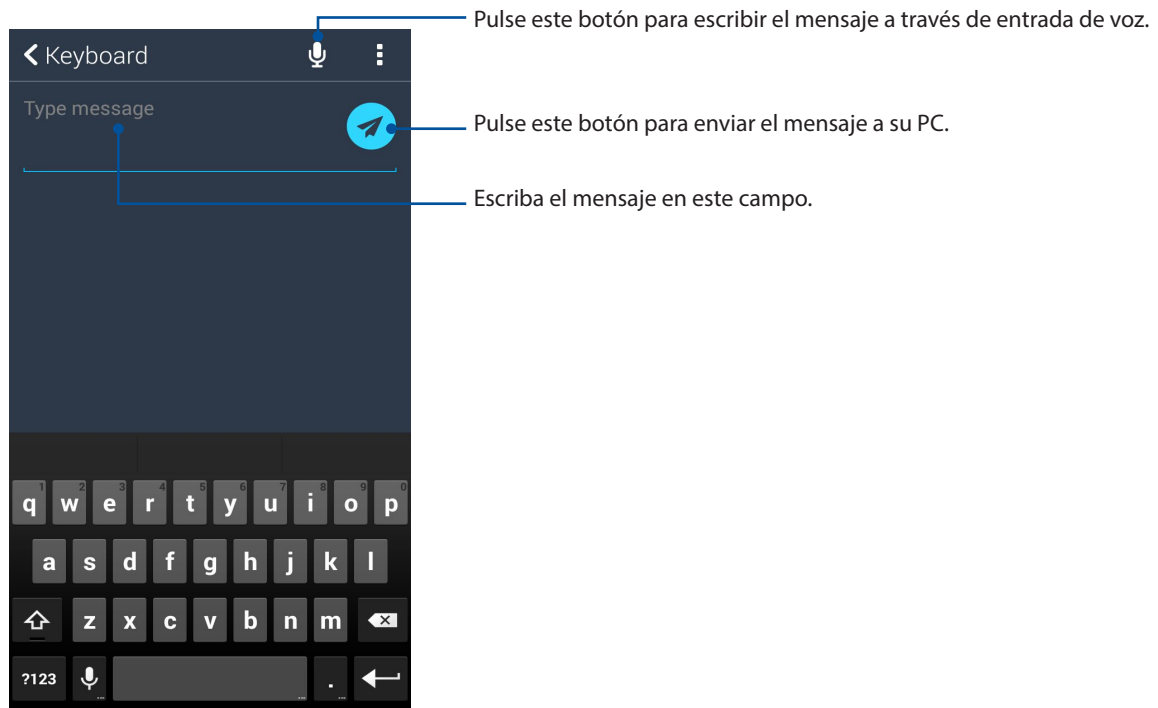 Pulse este botón para escribir el mensaje a través de entrada de voz.
Keyboard
Type message
Pulse este botón para enviar el mensaje a su PC.
Escriba el mensaje en este campo.
1 2 3 4 5 6 7 8 9 0
q w e r t y u i o p
a s d f g h j k l
z x c v b n m
?123 .